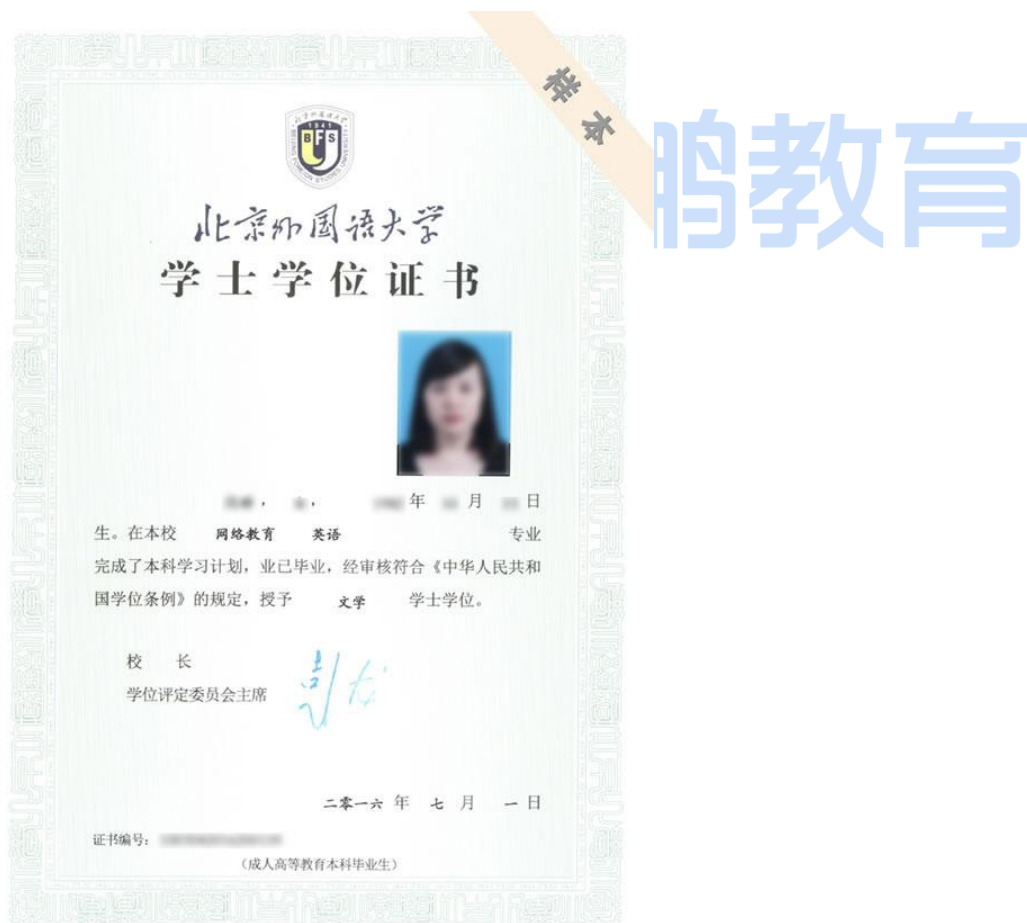 样本
鹏教育
1941
BFSU
北京外国语大学
学士学位证书
年 月 日
生。在本校 网络教育 英语 专业
完成了本科学习计划，业已毕业，经审核符合《中华人民共和
国学位条例》的规定，授予 文学 学士学位。
校 长
学位评定委员会主席
彭龙
二零一六 年 七 月 一 日
证书编号：
（成人高等教育本科毕业生）